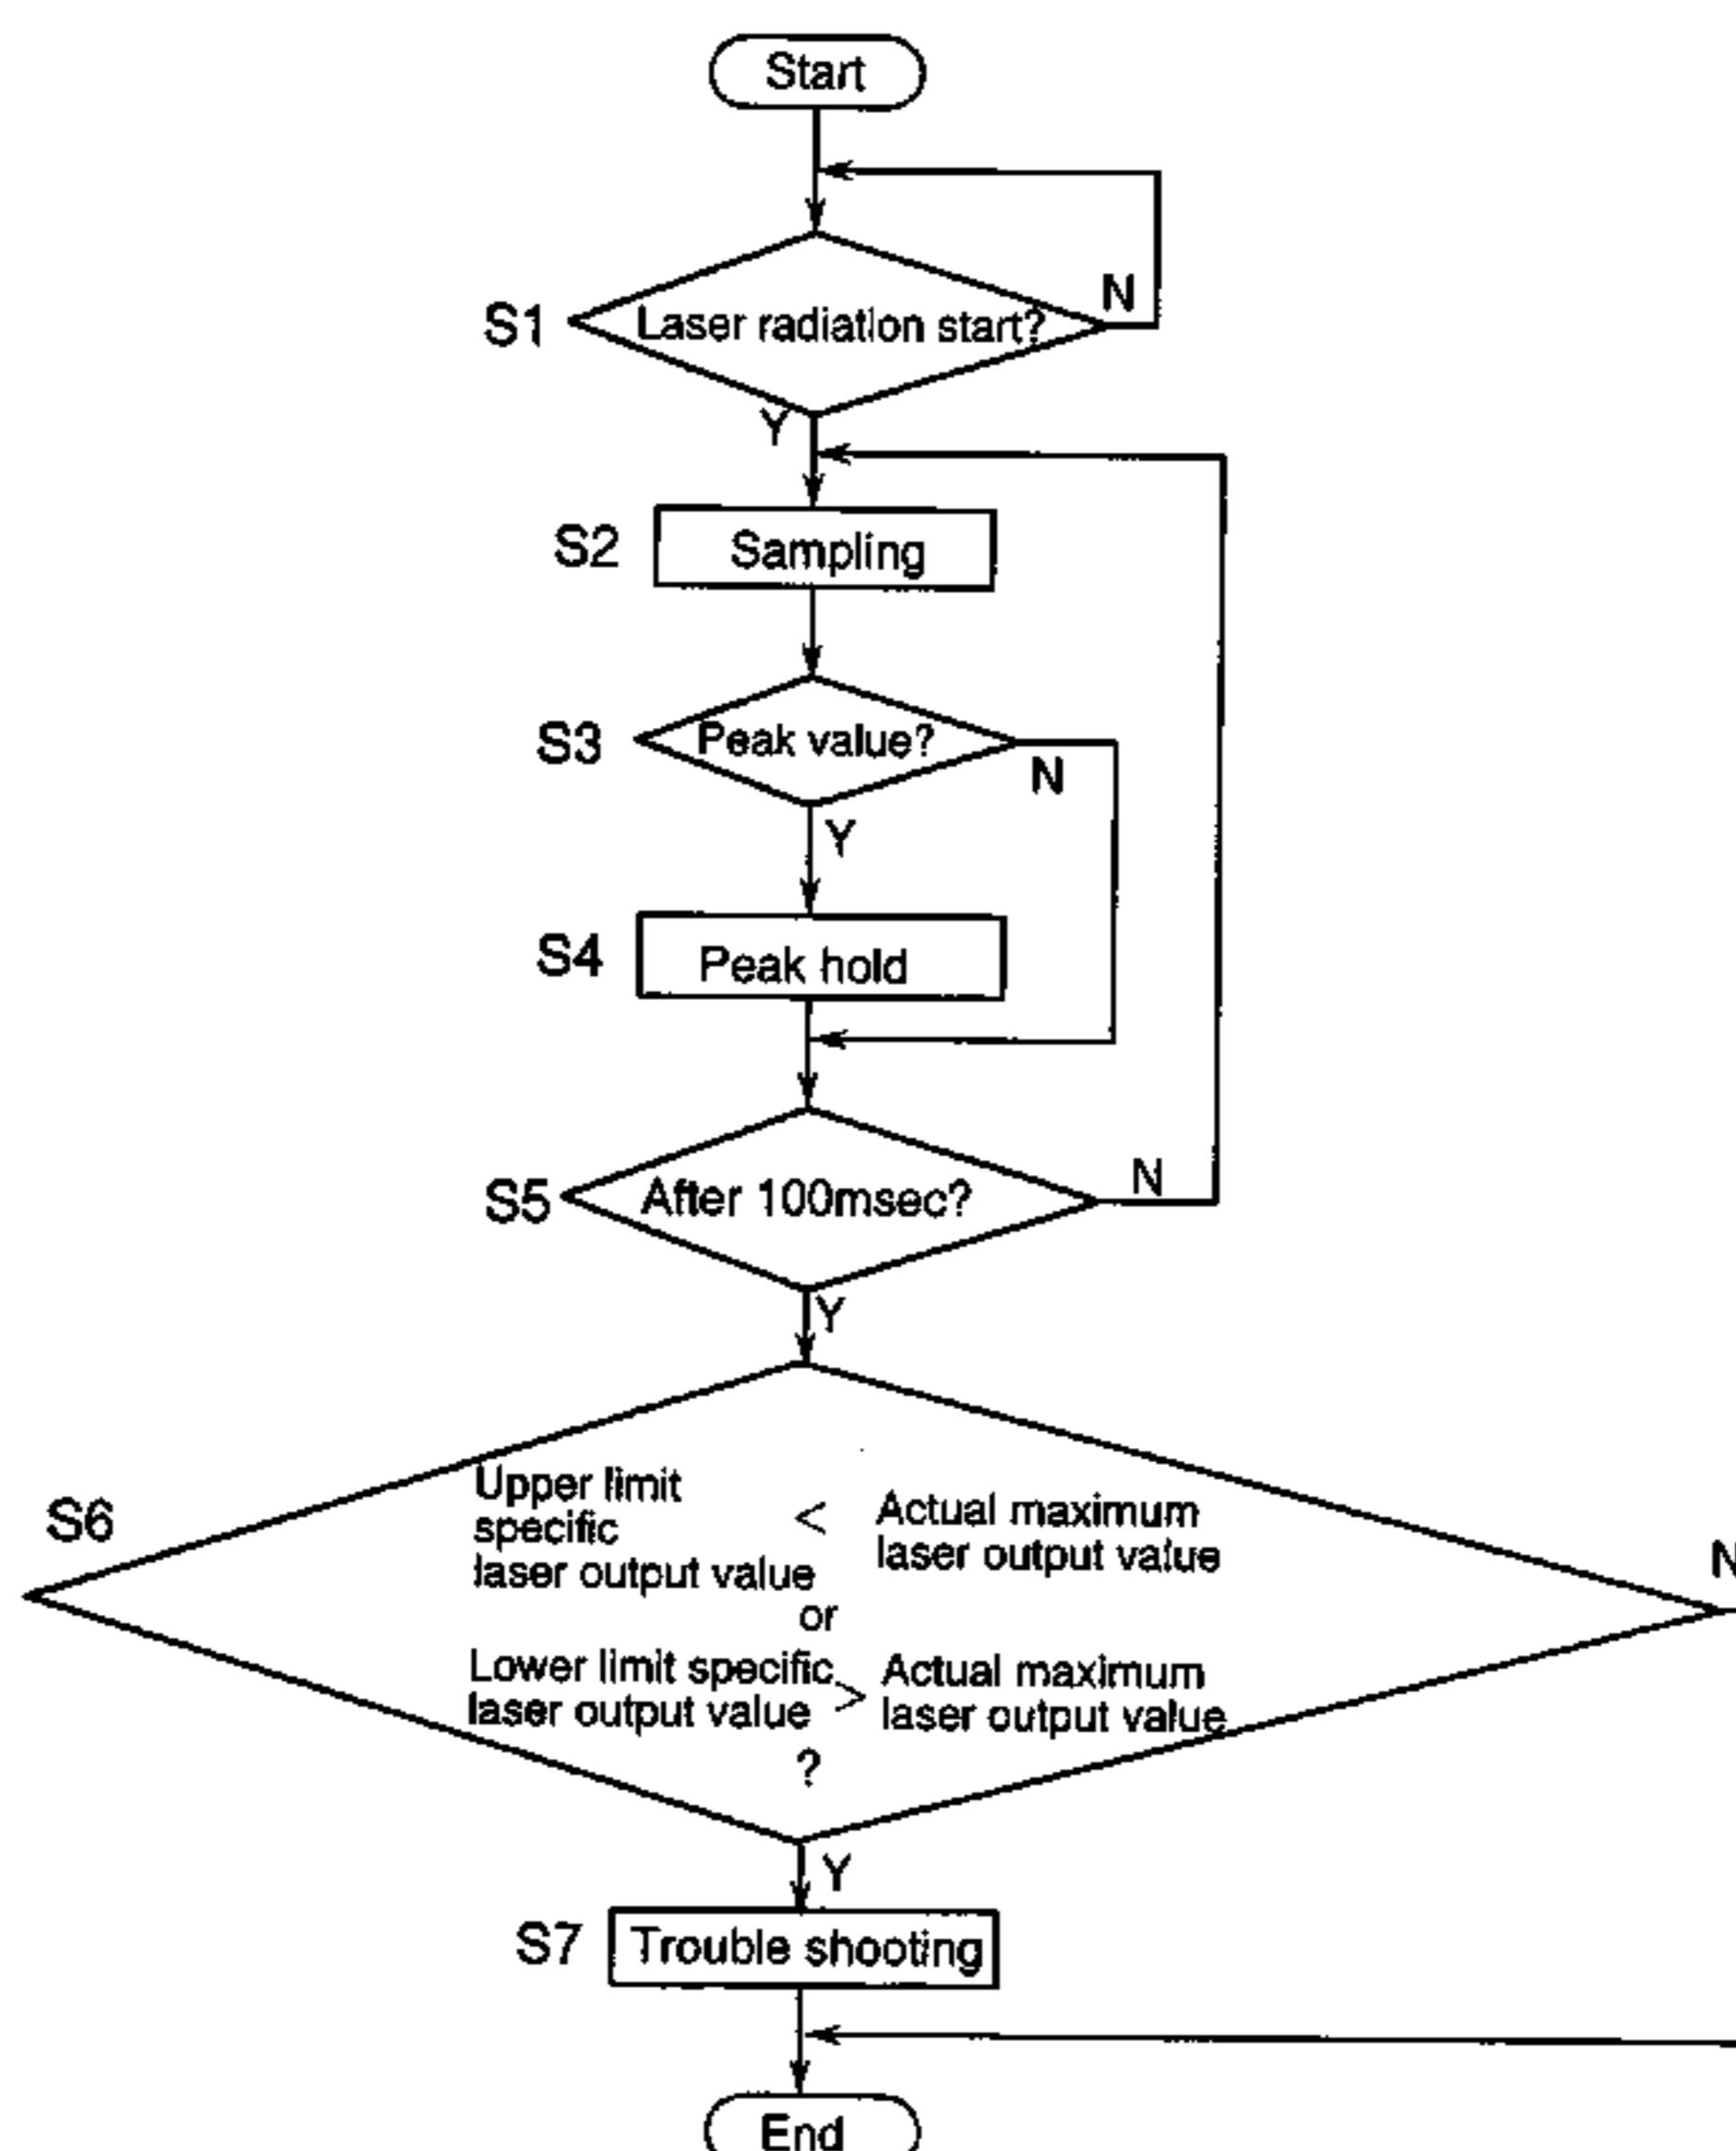 Start
N
S1
Laser radiation start?
Y
S2
Sampling
S3
Peak value?
N
Y
S4
Peak hold
N
S5
After 100msec?
Y
S6
Upper limit
specific
laser output value
<
Actual maximum
laser output value
N
or
Lower limit specific
laser output value
>
Actual maximum
laser output value
?
Y
S7
Trouble shooting
End